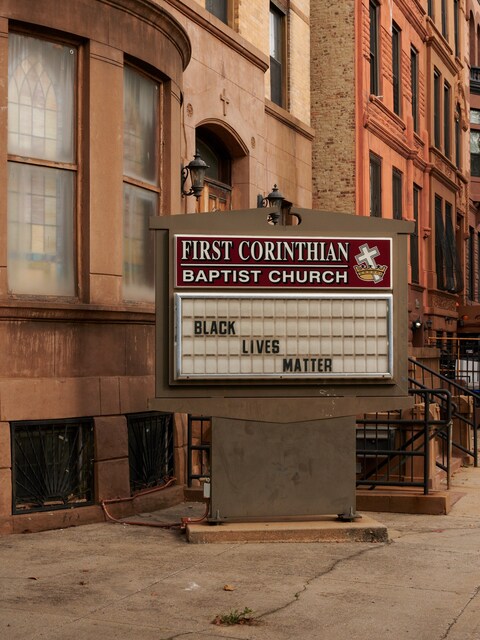 FIRST CORINTHIAN
BAPTIST CHURCH
BLACK
LIVES
MATTER